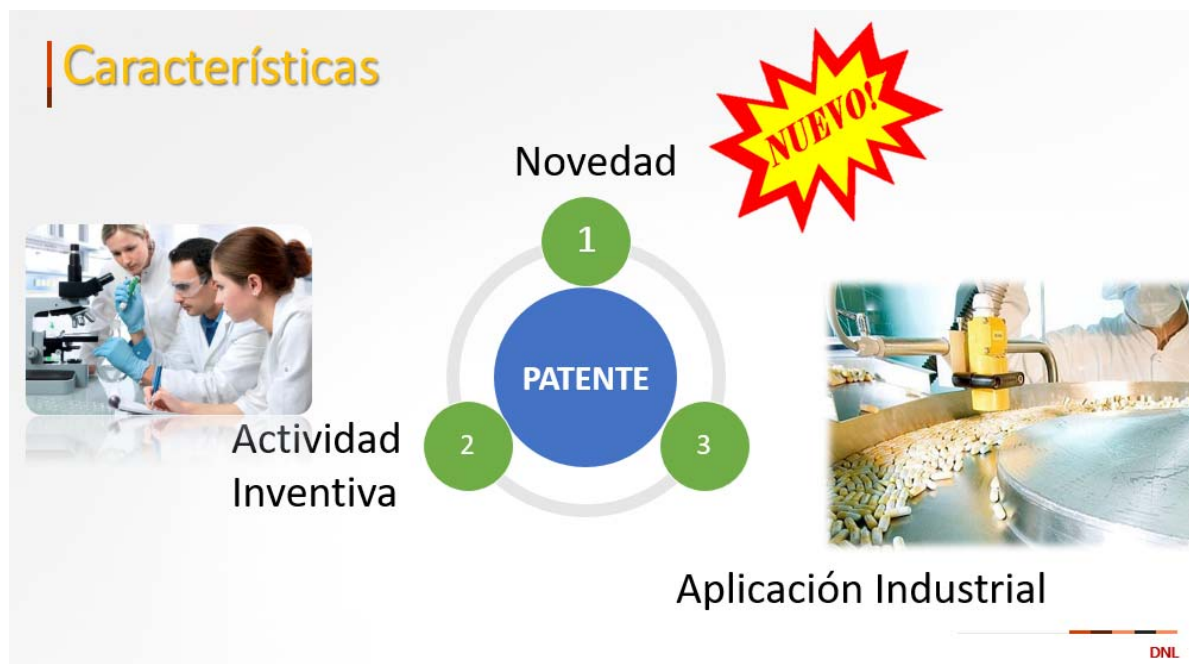 Características
NUEVO!
Novedad
1
PATENTE
2
3
Actividad
Inventiva
Aplicación Industrial
DNL